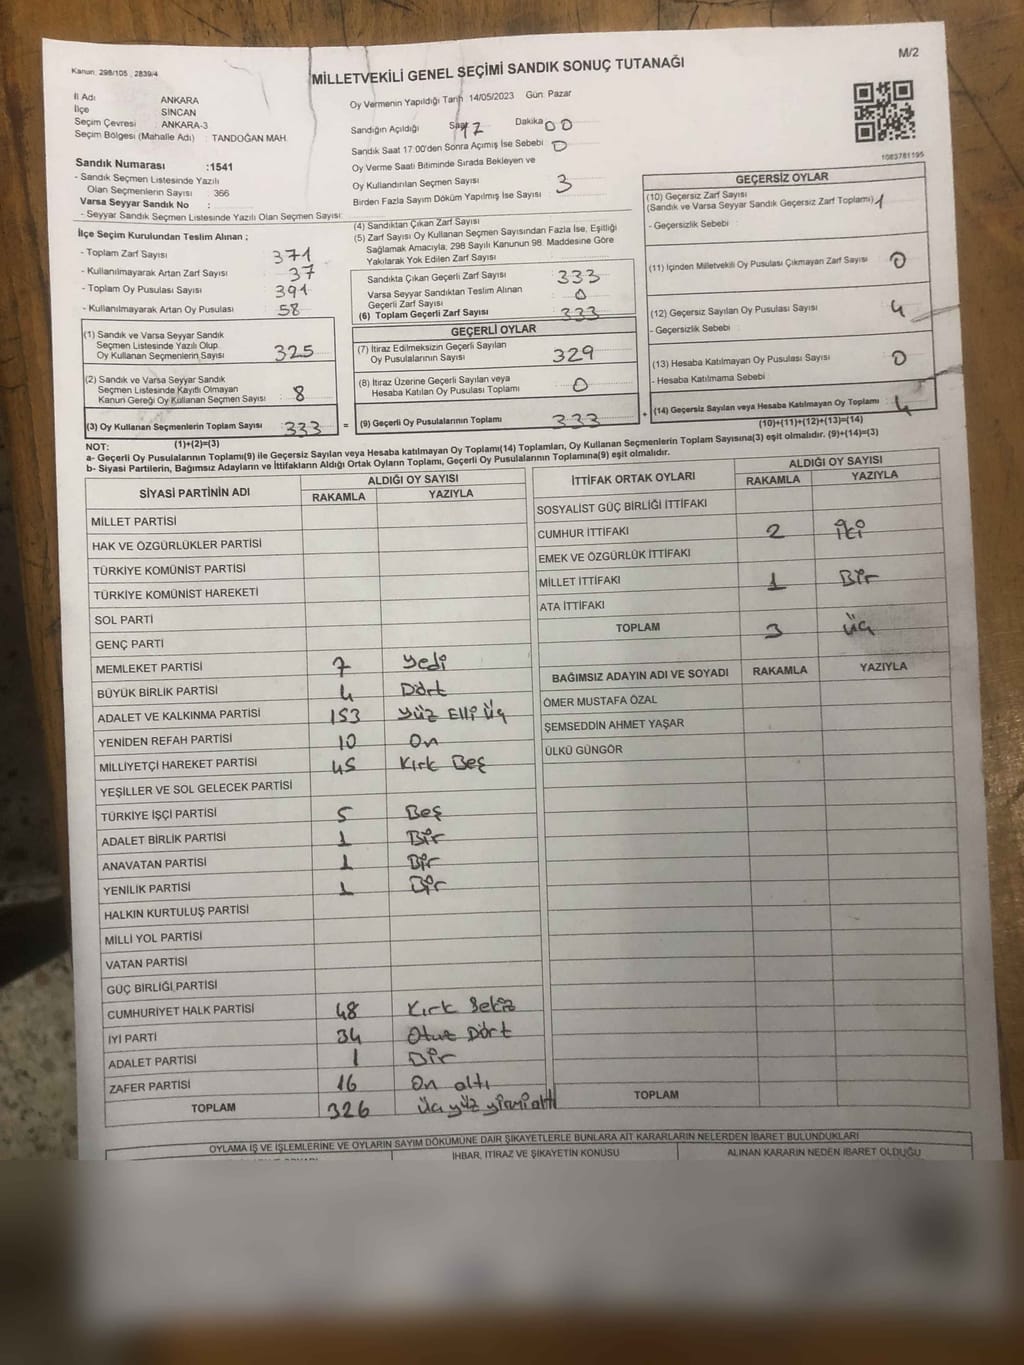 Kanun: 298/105 , 2839/4
M/2
MİLLETVEKİLİ GENEL SEÇİMİ SANDIK SONUÇ TUTANAĞI
İl Adı ANKARA
İlçe SİNCAN
Seçim Çevresi ANKARA-3
Seçim Bölgesi (Mahalle Adı) : TANDOĞAN MAH.
Oy Vermenin Yapıldığı Tarih 14/05/2023 Gün: Pazar
Sandığın Açıldığı Saat 17 Dakika 00
Sandık Saat 17:00'den Sonra Açımış İse Sebebi 0
Oy Verme Saati Bitiminde Sırada Bekleyen ve
Oy Kullandırılan Seçmen Sayısı 3
Birden Fazla Sayım Döküm Yapılmış İse Sayısı
1083781195
Sandık Numarası :1541
- Sandık Seçmen Listesinde Yazılı
Olan Seçmenlerin Sayısı 366
Varsa Seyyar Sandık No :
- Seyyar Sandık Seçmen Listesinde Yazılı Olan Seçmen Sayısı:
İlçe Seçim Kurulundan Teslim Alınan ;
- Toplam Zarf Sayısı 371
- Kullanılmayarak Artan Zarf Sayısı 37
- Toplam Oy Pusulası Sayısı 391
- Kullanılmayarak Artan Oy Pusulası 58
(1) Sandık ve Varsa Seyyar Sandık
Seçmen Listesinde Yazılı Olup
Oy Kullanan Seçmenlerin Sayısı 325
(2) Sandık ve Varsa Seyyar Sandık
Seçmen Listesinde Kayıtlı Olmayan
Kanun Gereği Oy Kullanan Seçmen Sayısı 8
(3) Oy Kullanan Seçmenlerin Toplam Sayısı 333
(1)+(2)=(3)
(4) Sandıktan Çıkan Zarf Sayısı
(5) Zarf Sayısı Oy Kullanan Seçmen Sayısından Fazla İse, Eşitliği
Sağlamak Amacıyla, 298 Sayılı Kanunun 98. Maddesine Göre
Yakılarak Yok Edilen Zarf Sayısı
Sandıkta Çıkan Geçerli Zarf Sayısı 333
Varsa Seyyar Sandıktan Teslim Alınan
Geçerli Zarf Sayısı 0
(6) Toplam Geçerli Zarf Sayısı 333
GEÇERLİ OYLAR
(7) İtiraz Edilmeksizin Geçerli Sayılan
Oy Pusulalarının Sayısı 329
(8) İtiraz Üzerine Geçerli Sayılan veya
Hesaba Katılan Oy Pusulası Toplamı 0
= (9) Geçerli Oy Pusulalarının Toplamı 333
GEÇERSİZ OYLAR
(10) Geçersiz Zarf Sayısı
(Sandık ve Varsa Seyyar Sandık Geçersiz Zarf Toplamı) 1
- Geçersizlik Sebebi :
(11) İçinden Milletvekili Oy Pusulası Çıkmayan Zarf Sayısı 0
(12) Geçersiz Sayılan Oy Pusulası Sayısı 4
- Geçersizlik Sebebi :
(13) Hesaba Katılmayan Oy Pusulası Sayısı 0
- Hesaba Katılmama Sebebi :
+ (14) Geçersiz Sayılan veya Hesaba Katılmayan Oy Toplamı 4
(10)+(11)+(12)+(13)=(14)
NOT:
a- Geçerli Oy Pusulalarının Toplamı(9) ile Geçersiz Sayılan veya Hesaba katılmayan Oy Toplamı(14) Toplamları, Oy Kullanan Seçmenlerin Toplam Sayısına(3) eşit olmalıdır. (9)+(14)=(3)
b- Siyasi Partilerin, Bağımsız Adayların ve İttifakların Aldığı Ortak Oyların Toplamı, Geçerli Oy Pusulalarının Toplamına(9) eşit olmalıdır.
SİYASİ PARTİNİN ADI ALDIĞI OY SAYISI
RAKAMLA YAZIYLA
MİLLET PARTİSİ
HAK VE ÖZGÜRLÜKLER PARTİSİ
TÜRKİYE KOMÜNİST PARTİSİ
TÜRKİYE KOMÜNİST HAREKETİ
SOL PARTİ
GENÇ PARTİ
MEMLEKET PARTİSİ 7 Yedi
BÜYÜK BİRLİK PARTİSİ 4 Dört
ADALET VE KALKINMA PARTİSİ 153 Yüz Elli Üç
YENİDEN REFAH PARTİSİ 10 On
MİLLİYETÇİ HAREKET PARTİSİ 45 Kırk Beş
YEŞİLLER VE SOL GELECEK PARTİSİ
TÜRKİYE İŞÇİ PARTİSİ 5 Beş
ADALET BİRLİK PARTİSİ 1 Bir
ANAVATAN PARTİSİ 1 Bir
YENİLİK PARTİSİ 1 Bir
HALKIN KURTULUŞ PARTİSİ
MİLLİ YOL PARTİSİ
VATAN PARTİSİ
GÜÇ BİRLİĞİ PARTİSİ
CUMHURİYET HALK PARTİSİ 48 Kırk Sekiz
İYİ PARTİ 34 Otuz Dört
ADALET PARTİSİ 1 Bir
ZAFER PARTİSİ 16 On altı
TOPLAM 326 Üç yüz yirmi altı
İTTİFAK ORTAK OYLARI ALDIĞI OY SAYISI
RAKAMLA YAZIYLA
SOSYALİST GÜÇ BİRLİĞİ İTTİFAKI
CUMHUR İTTİFAKI 2 İki
EMEK VE ÖZGÜRLÜK İTTİFAKI
MİLLET İTTİFAKI 1 Bir
ATA İTTİFAKI
TOPLAM 3 Üç
BAĞIMSIZ ADAYIN ADI VE SOYADI RAKAMLA YAZIYLA
ÖMER MUSTAFA ÖZAL
ŞEMSEDDİN AHMET YAŞAR
ÜLKÜ GÜNGÖR
TOPLAM
OYLAMA İŞ VE İŞLEMLERİNE VE OYLARIN SAYIM DÖKÜMÜNE DAİR ŞİKAYETLERLE BUNLARA AİT KARARLARIN NELERDEN İBARET BULUNDUKLARI
İHBAR, İTİRAZ VE ŞİKAYETİN KONUSU ALINAN KARARIN NEDEN İBARET OLDUĞU